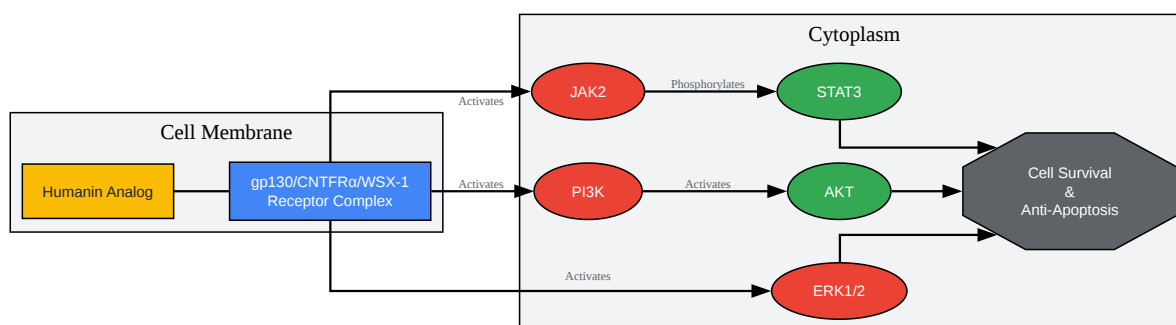 Cytoplasm
JAK2
Phosphorylates
STAT3
Activates
Cell Membrane
Humanin Analog
gp130/CNTFRα/WSX-1
Receptor Complex
Activates
PI3K
Activates
AKT
Cell Survival
&
Anti-Apoptosis
Activates
ERK1/2